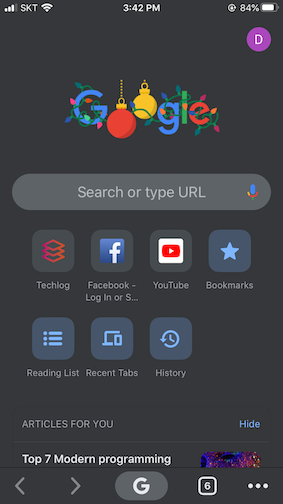 SKT 3:42 PM 84%
D
Google
Search or type URL
Techlog
Facebook - Log In or S...
YouTube
Bookmarks
Reading List
Recent Tabs
History
ARTICLES FOR YOU Hide
Top 7 Modern programming
G 6